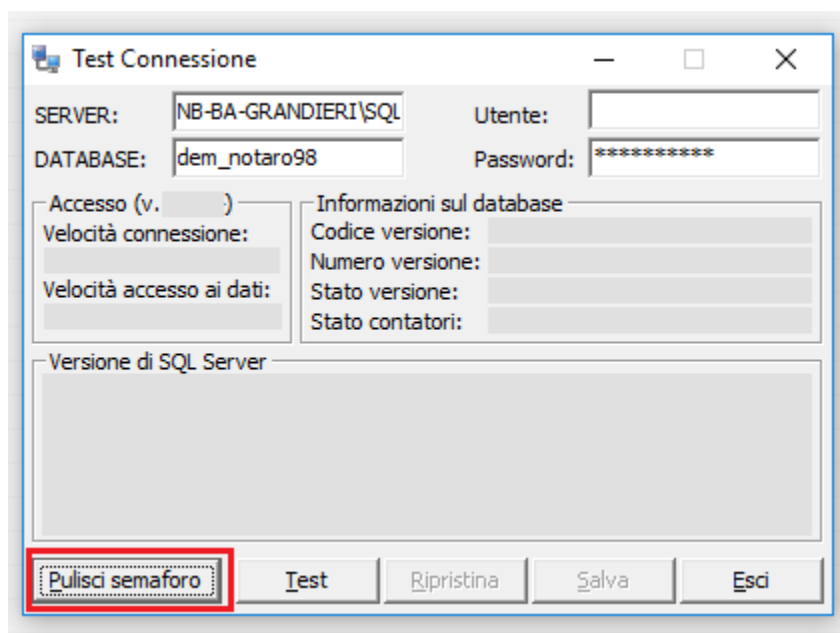 Test Connessione
SERVER: NB-BA-GRANDIERI\SQL Utente:
DATABASE: dem_notaro98 Password: **********
Accesso (v. ) Informazioni sul database
Velocità connessione: Codice versione:
Numero versione:
Velocità accesso ai dati: Stato versione:
Stato contatori:
Versione di SQL Server
Pulisci semaforo Test Ripristina Salva Esci